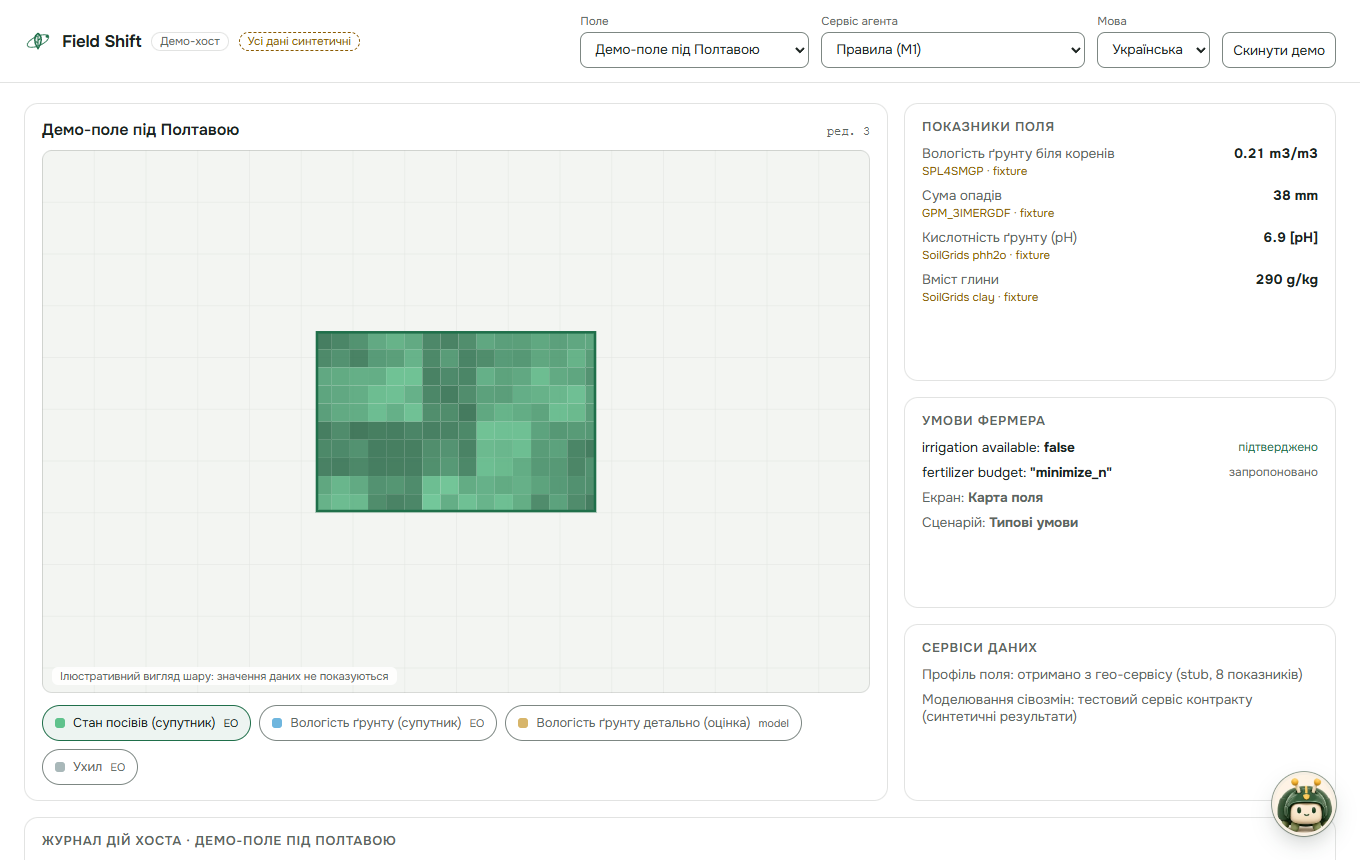 Field Shift
Демо-хост
Усі дані синтетичні
Поле
Демо-поле під Полтавою
Сервіс агента
Правила (M1)
Мова
Українська
Скинути демо
Демо-поле під Полтавою
ред. 3
Ілюстративний вигляд шару: значення даних не показуються
Стан посівів (супутник) EO
Вологість ґрунту (супутник) EO
Вологість ґрунту детально (оцінка) model
Ухил EO
ПОКАЗНИКИ ПОЛЯ
Вологість ґрунту біля коренів 0.21 m3/m3
SPL4SMGP · fixture
Сума опадів 38 mm
GPM_3IMERGDF · fixture
Кислотність ґрунту (pH) 6.9 [pH]
SoilGrids phh2o · fixture
Вміст глини 290 g/kg
SoilGrids clay · fixture
УМОВИ ФЕРМЕРА
irrigation available: false підтверджено
fertilizer budget: "minimize_n" запропоновано
Екран: Карта поля
Сценарій: Типові умови
СЕРВІСИ ДАНИХ
Профіль поля: отримано з гео-сервісу (stub, 8 показників)
Моделювання сівозмін: тестовий сервіс контракту
(синтетичні результати)
ЖУРНАЛ ДІЙ ХОСТА · ДЕМО-ПОЛЕ ПІД ПОЛТАВОЮ